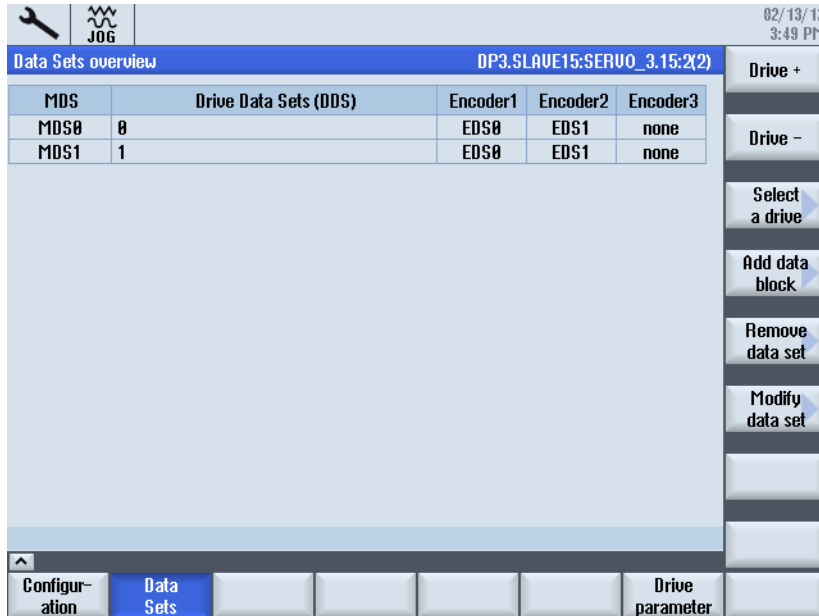 JOG
02/13/1
3:49 P
Data Sets overview DP3.SLAVE15:SERVO_3.15:2(2)
MDS Drive Data Sets (DDS) Encoder1 Encoder2 Encoder3
MDS0 0 EDS0 EDS1 none
MDS1 1 EDS0 EDS1 none
Drive +
Drive -
Select
a drive
Add data
block
Remove
data set
Modify
data set
Configur-
ation
Data
Sets
Drive
parameter